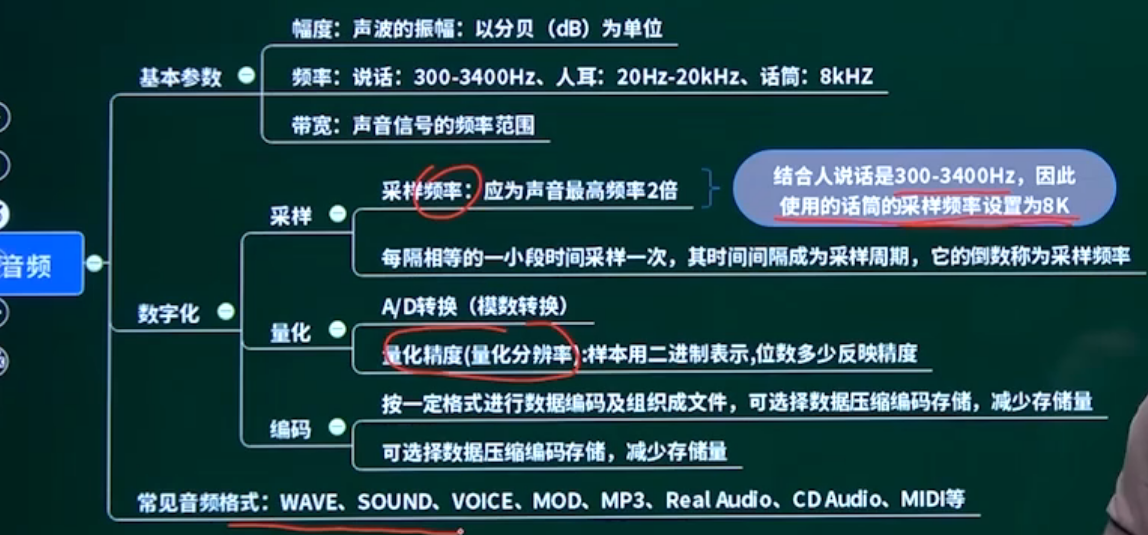 幅度：声波的振幅：以分贝（dB）为单位
基本参数
频率：说话：300-3400Hz、人耳：20Hz-20kHz、话筒：8kHZ
带宽：声音信号的频率范围
采样频率：应为声音最高频率2倍
结合人说话是300-3400Hz，因此
使用的话筒的采样频率设置为8K
采样
每隔相等的一小段时间采样一次，其时间间隔成为采样周期，它的倒数称为采样频率
音频
数字化
A/D转换（模数转换）
量化
量化精度(量化分辨率):样本用二进制表示,位数多少反映精度
按一定格式进行数据编码及组织成文件，可选择数据压缩编码存储，减少存储量
编码
可选择数据压缩编码存储，减少存储量
常见音频格式：WAVE、SOUND、VOICE、MOD、MP3、Real Audio、CD Audio、MIDI等